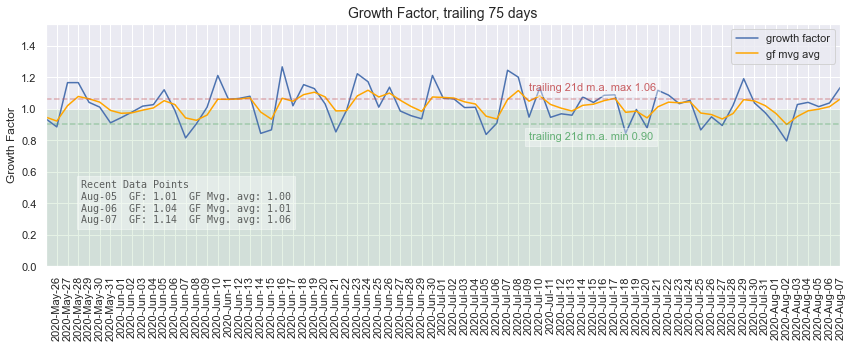 Growth Factor, trailing 75 days
growth factor
gf mvg avg
trailing 21d m.a. max 1.06
trailing 21d m.a. min 0.90
Recent Data Points
Aug-05 GF: 1.01 GF Mvg. avg: 1.00
Aug-06 GF: 1.04 GF Mvg. avg: 1.01
Aug-07 GF: 1.14 GF Mvg. avg: 1.06
Growth Factor
1.4
1.2
1.0
0.8
0.6
0.4
0.2
0.0
2020-May-26
2020-May-27
2020-May-28
2020-May-29
2020-May-30
2020-May-31
2020-Jun-01
2020-Jun-02
2020-Jun-03
2020-Jun-04
2020-Jun-05
2020-Jun-06
2020-Jun-07
2020-Jun-08
2020-Jun-09
2020-Jun-10
2020-Jun-11
2020-Jun-12
2020-Jun-13
2020-Jun-14
2020-Jun-15
2020-Jun-16
2020-Jun-17
2020-Jun-18
2020-Jun-19
2020-Jun-20
2020-Jun-21
2020-Jun-22
2020-Jun-23
2020-Jun-24
2020-Jun-25
2020-Jun-26
2020-Jun-27
2020-Jun-28
2020-Jun-29
2020-Jun-30
2020-Jul-01
2020-Jul-02
2020-Jul-03
2020-Jul-04
2020-Jul-05
2020-Jul-06
2020-Jul-07
2020-Jul-08
2020-Jul-09
2020-Jul-10
2020-Jul-11
2020-Jul-12
2020-Jul-13
2020-Jul-14
2020-Jul-15
2020-Jul-16
2020-Jul-17
2020-Jul-18
2020-Jul-19
2020-Jul-20
2020-Jul-21
2020-Jul-22
2020-Jul-23
2020-Jul-24
2020-Jul-25
2020-Jul-26
2020-Jul-27
2020-Jul-28
2020-Jul-29
2020-Jul-30
2020-Jul-31
2020-Aug-01
2020-Aug-02
2020-Aug-03
2020-Aug-04
2020-Aug-05
2020-Aug-06
2020-Aug-07